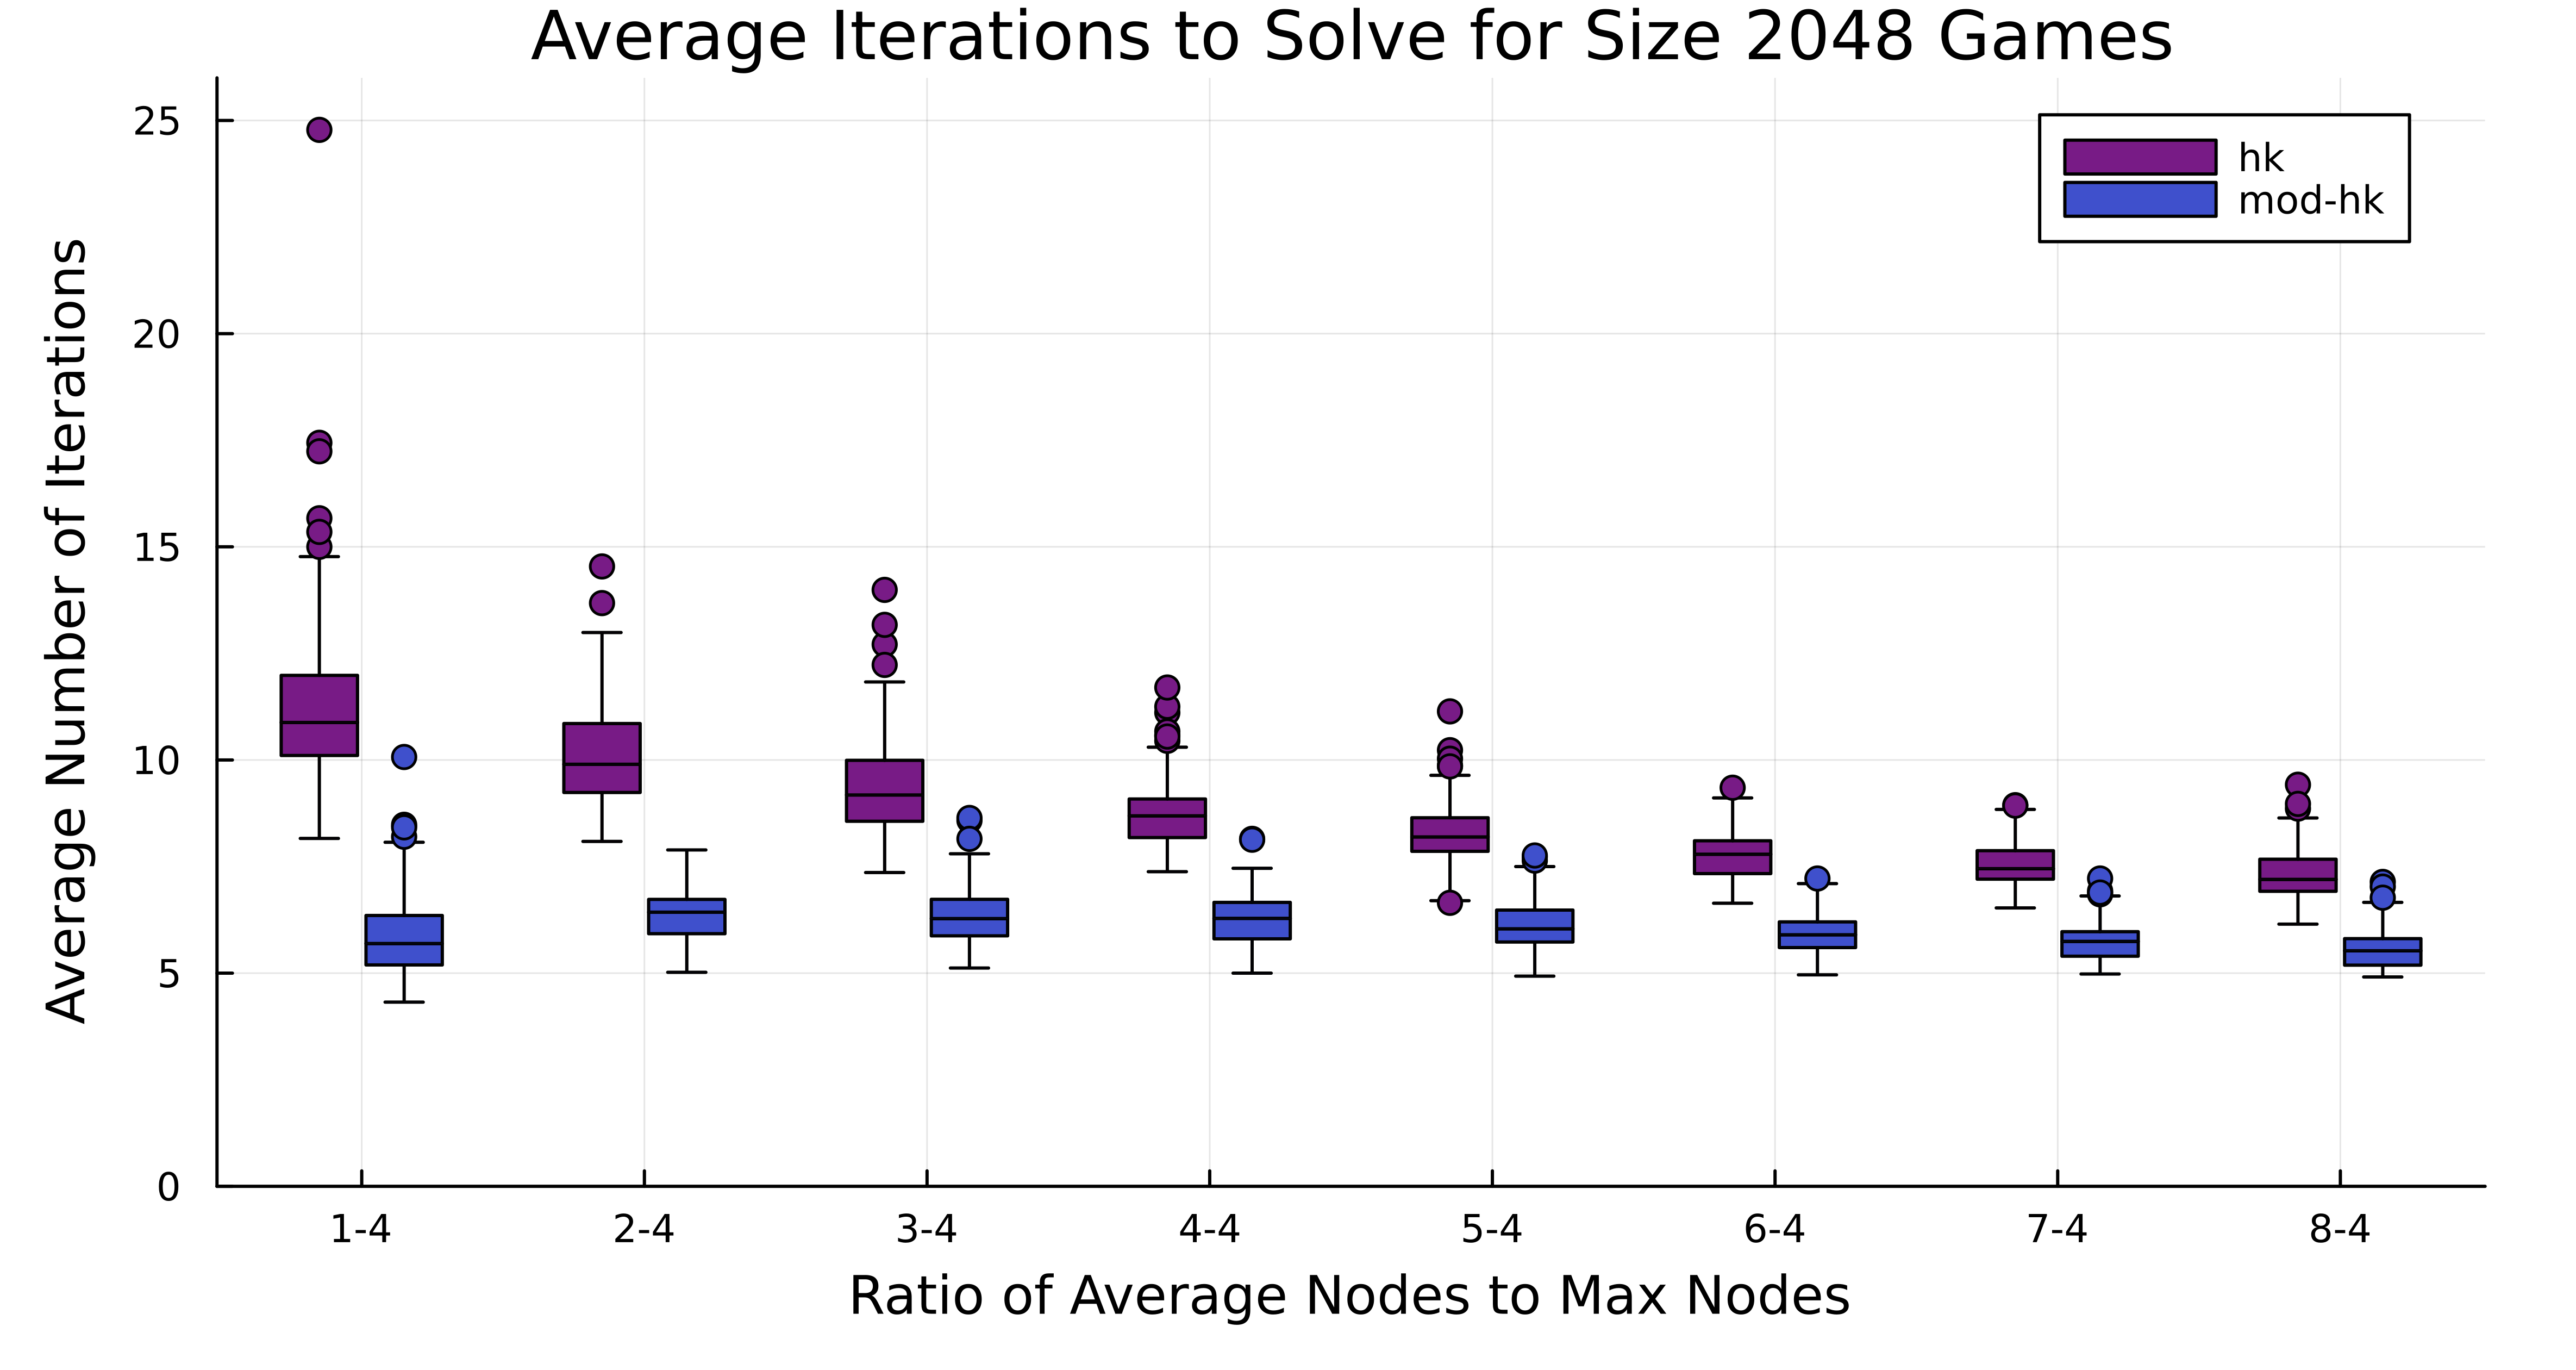 Average Iterations to Solve for Size 2048 Games
Average Number of Iterations
25
20
15
10
5
0
hk
mod-hk
1-4
2-4
3-4
4-4
5-4
6-4
7-4
8-4
Ratio of Average Nodes to Max Nodes